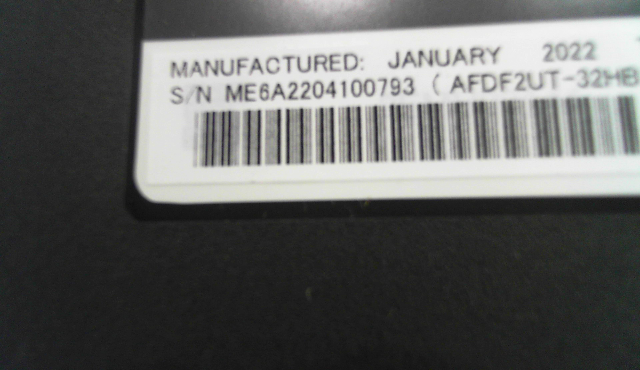 MANUFACTURED: JANUARY 2022
S/N ME6A2204100793 ( AFDF2UT-32HB